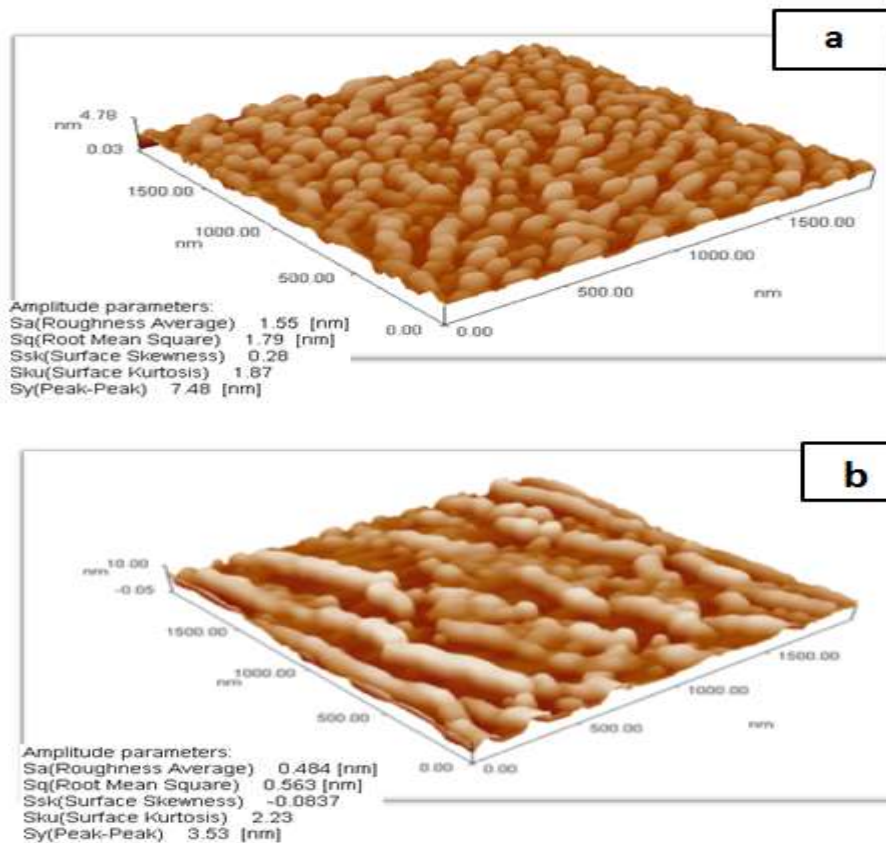 a
4.78
nm
0.03
1500.00
1000.00
nm
500.00
0.00
0.00
500.00
1000.00
1500.00
nm
Amplitude parameters:
Sa(Roughness Average) 1.55 [nm]
Sq(Root Mean Square) 1.79 [nm]
Ssk(Surface Skewness) 0.28
Sku(Surface Kurtosis) 1.87
Sy(Peak-Peak) 7.48 [nm]
b
10.00
nm
-0.05
1500.00
1000.00
nm
500.00
0.00
0.00
500.00
1000.00
1500.00
nm
Amplitude parameters:
Sa(Roughness Average) 0.484 [nm]
Sq(Root Mean Square) 0.563 [nm]
Ssk(Surface Skewness) -0.0837
Sku(Surface Kurtosis) 2.23
Sy(Peak-Peak) 3.53 [nm]